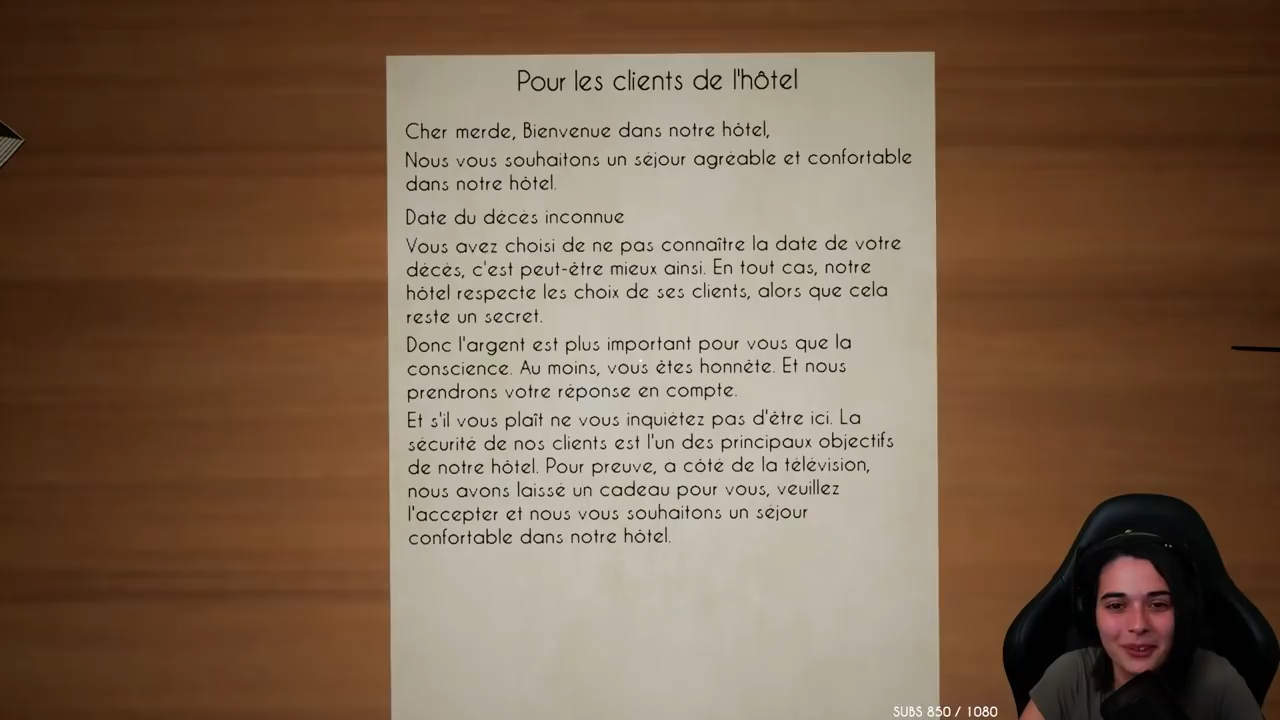 Pour les clients de l'hôtel
Cher merde, Bienvenue dans notre hôtel,
Nous vous souhaitons un séjour agréable et confortable
dans notre hôtel.
Date du décès inconnue
Vous avez choisi de ne pas connaître la date de votre
décès, c'est peut-être mieux ainsi. En tout cas, notre
hôtel respecte les choix de ses clients, alors que cela
reste un secret.
Donc l'argent est plus important pour vous que la
conscience. Au moins, vous êtes honnête. Et nous
prendrons votre réponse en compte.
Et s'il vous plaît ne vous inquiétez pas d'être ici. La
sécurité de nos clients est l'un des principaux objectifs
de notre hôtel. Pour preuve, à côté de la télévision,
nous avons laissé un cadeau pour vous, veuillez
l'accepter et nous vous souhaitons un séjour
confortable dans notre hôtel.
SUBS 850 / 1080